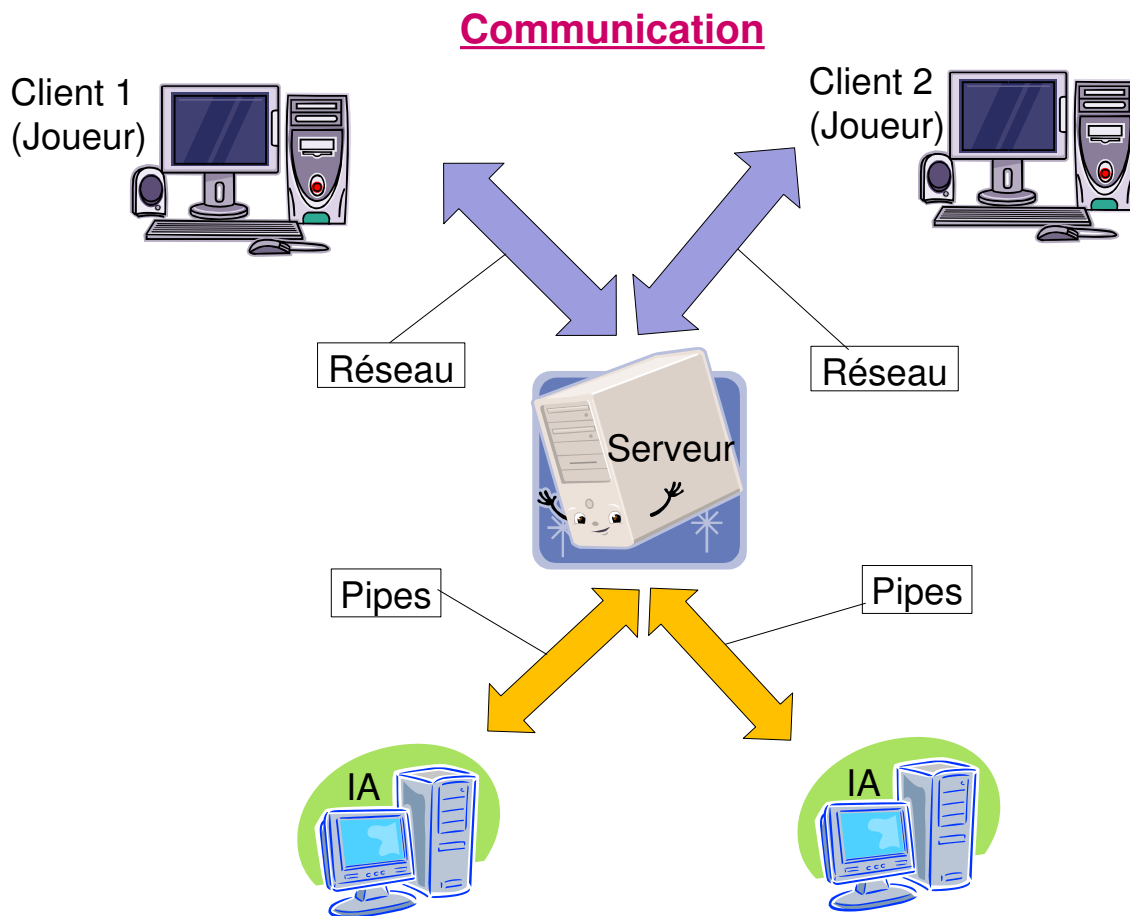 Communication
Client 1
(Joueur)
Client 2
(Joueur)
Réseau
Réseau
Serveur
Pipes
Pipes
IA
IA